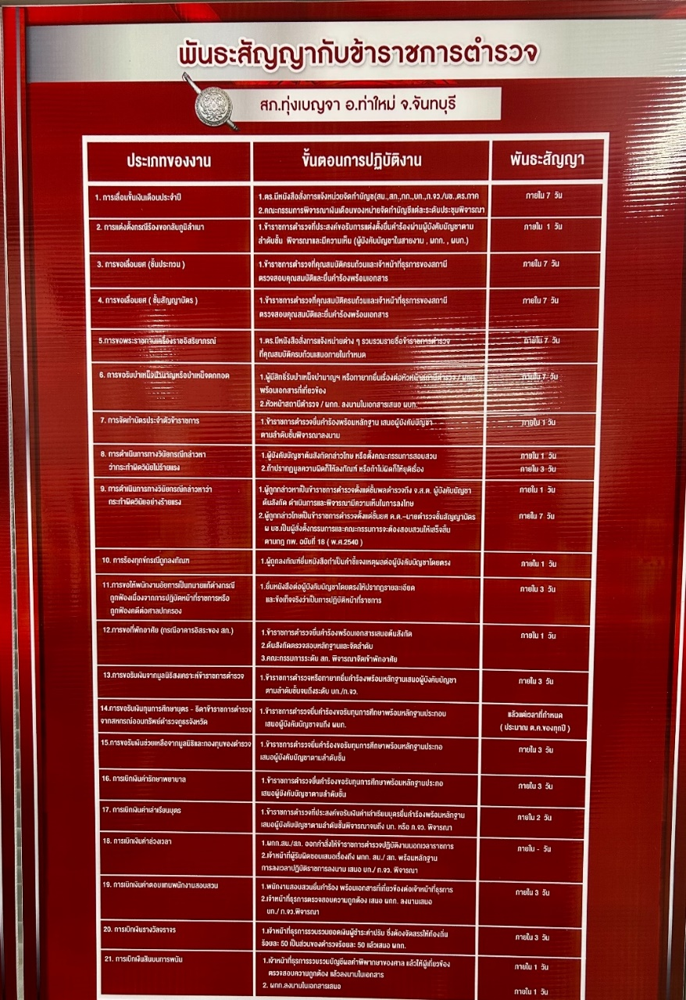 พันธะสัญญากับข้าราชการตำรวจ
สภ.ทุ่งเบญจา อ.ท่าใหม่ จ.จันทบุรี
ประเภทของงาน
ขั้นตอนการปฏิบัติงาน
พันธะสัญญา
1. การเลื่อนขั้นเงินเดือนประจำปี
1.ตร.มีหนังสือสั่งการแจ้งหน่วยจัดทำบัญช(สน.,สภ.,กก.,บก.,ภ.จว./บช.,ตร.ภาค
2.คณะกรรมการพิจารณาเงินเดือนของหน่ายจัดทำบัญชีแต่ละระดับประชุมพิจารณา
ภายใน 7 วัน
2. การแต่งตั้งกรณีร้องขอกลับภูมิลำเนา
1.ข้าราชการตำรวจที่ประสงค์ขอรับการแต่งตั้งยื่นคำร้องผ่านผู้บังคับบัญชาตาม
ลำดับชั้น พิจารณาและมีความเห็น (ผู้บังคับบัญชาในสายงาน , ผกก. , ผบก.)
ภายใน 1 วัน
3. การขอเลื่อนยศ (ชั้นประทวน )
1.ข้าราชการตำรวจที่คุณสมบัติครบถ้วนและเจ้าหน้าที่ธุรการของสถานี
ตรวจสอบคุณสมบัติและยื่นคำร้องพร้อมเอกสาร
ภายใน 7 วัน
4. การขอเลื่อนยศ ( ชั้นสัญญาบัตร )
1.ข้าราชการตำรวจที่คุณสมบัติครบถ้วนและเจ้าหน้าที่ธุรการของสถานี
ตรวจสอบคุณสมบัติและยื่นคำร้องพร้อมเอกสาร
ภายใน 7 วัน
5.การขอพระราชทานเครื่องราชอิสริยาภรณ์
1.ตร.มีหนังสือสั่งการแจ้งหน่ายต่าง ๆ รวบรวมรายชื่อข้าราชการตำรวจ
ที่คุณสมบัติครบถ้วนเสนอภายในกำหนด
ภายใน 7 วัน
6. การขอรับบำเหน็จบำนาญหรือบำเหน็จตกทอด
1.ผู้มีสิทธิ์รับบำเหน็จบำนาญฯ หรือทายาทยื่นเรื่องต่อหัวหน้าสถานีตำรวจ / ผกก.
พร้อมเอกสารที่เกี่ยวข้อง
2.หัวหน้าสถานีตำรวจ / ผกก. ลงนามในเอกสารเสนอ ผบก.
ภายใน 7 วัน
7. การจัดทำบัตรประจำตัวข้าราชการ
1.ข้าราชการตำรวจยื่นคำร้องพร้อมหลักฐาน เสนอผู้บังคับบัญชา
ตามลำดับชั้นพิจารณาลงนาม
ภายใน 1 วัน
8. การดำเนินการทางวินัยกรณีกล่าวหา
ว่ากระทำผิดวินัยไม่ร้ายแรง
1.ผู้บังคับบัญชาต้นสังกัดกล่าวโทษ หรือตั้งคณะกรรมการสอบสวน
2.ถ้าปรากฏมูลความผิดก็ให้ลงทัณฑ์ หรือถ้าไม่ผิดก็ให้ยุติเรื่อง
ภายใน 1 วัน
ภายใน 3 วัน
9. การดำเนินการทางวินัยกรณีกล่าวหาว่า
กระทำผิดวินัยอย่างร้ายแรง
1.ผู้ถูกกล่าวหาเป็นข้าราชการตำรวจตั้งแต่ชั้นพลตำรวจถึง จ.ส.ต. ผู้บังคับบัญชา
ต้นสังกัด ดำเนินการและพิจารณามีความเห็นในการลงโทษ
2.ผู้ถูกกล่าวโทษเป็นข้าราชการตำรวจตั้งแต่ชั้นยศ ด.ต.–นายตำรวจชั้นสัญญาบัตร
ผ บช.เป็นผู้สั่งตั้งกรรมการและคณะกรรมการจะต้องสอบสวนให้เสร็จสิ้น
ตามกฎ กพ. ฉบับที่ 18 ( พ.ศ.2540 )
ภายใน 1 วัน
ภายใน 7 วัน
10. การร้องทุกข์กรณีถูกลงทัณฑ์
1.ผู้ถูกลงทัณฑ์ยื่นหนังสือทำเป็นคำชี้แจงเหตุผลต่อผู้บังคับบัญชาโดยตรง
ภายใน 1 วัน
11.การขอให้พนักงานอัยการเป็นทนายแก้ต่างกรณี
ถูกฟ้องเนื่องจากการปฏิบัตหน้าที่ราชการหรือ
ถูกฟ้องคดีต่อศาลปกครอง
1.ยื่นหนังสือต่อผู้บังคับบัญชาโดยตรงให้ปรากฏรายละเอียด
และข้อเท็จจริงว่าเป็นการปฏิบัติหน้าที่ราชการ
ภายใน 3 วัน
12.การขอที่พักอาศัย (กรณีอาคารอิสระของ สภ.)
1.ข้าราชการตำรวจยื่นคำร้องพร้อมเอกสารเสนอต้นสังกัด
2.ต้นสังกัดตรวจสอบหลักฐานและจัดลำดับ
3.คณะกรรมการระดับ สภ. พิจารณาจัดเข้าพักอาศัย
ภายใน 1 วัน
13.การขอรับเงินจากมูลนิธิสงเคราะห์ข้าราชการตำรวจ
1.ข้าราชการตำรวจหรือทายาทยื่นคำร้องพร้อมหลักฐานเสนอผู้บังคับบัญชา
ตามลำดับชั้นจนถึงระดับ บก./ภ.จว.
ภายใน 3 วัน
14.การขอรับเงินทุนการศึกษาบุตร - ธิดาข้าราชการตำรวจ
จากสหกรณ์ออมทรัพย์ตำรวจภูธรจังหวัด
1.ข้าราชการตำรวจยื่นคำร้องขอรับทุนการศึกษาพร้อมหลักฐานประกอบ
เสนอผู้บังคับบัญชาจนถึง ผบก.
แล้วแต่เวลาที่กำหนด
( ประมาณ ต.ค.ของทุกปี )
15.การขอรับเงินช่วยเหลือจากมูลนิธิและกองทุนของตำรวจ
1.ข้าราชการตำรวจยื่นคำร้องขอรับทุนการศึกษาพร้อมหลักฐานประกอ
เสนอผู้บังคับบัญชาตามลำดับชั้น
ภายใน 3 วัน
16. การเบิกเงินค่ารักษาพยาบาล
1.ข้าราชการตำรวจยื่นคำร้องขอรับทุนการศึกษาพร้อมหลักฐานประกอ
เสนอผู้บังคับบัญชาตามลำดับชั้น
ภายใน 3 วัน
17. การเบิกเงินค่าเล่าเรียนบุตร
1.ข้าราชการตำรวจที่ประสงค์ขอรับเงินค่าเล่าเรียนบุตรยื่นคำร้องพร้อมหลักฐาน
เสนอผู้บังคับบัญชาตามลำดับชั้นพิจารณาจนถึง บก. หรือ ภ.จว. พิจารณา
ภายใน 2 วัน
18. การเบิกเงินค่าล่วงเวลา
1.ผกก.สน./สภ. ออกคำสั่งให้ข้าราชการตำรวจปฏิบัติงานนอกเวลาราชการ
2.เจ้าหน้าที่ผู้รับผิดชอบเสนอเรื่องถึง ผกก. สน./ สภ. พร้อมหลักฐาน
การลงเวลาปฏิบัติราชการลงนาม เสนอ บก./ ภ.จว. พิจารณา
ภายใน - วัน
19. การเบิกเงินค่าตอบแทนพนักงานสอบสวน
1.พนักงานสอบสวนยื่นคำร้อง พร้อมเอกสารที่เกี่ยวข้องต่อเจ้าหน้าที่ธุรการ
2.เจ้าหน้าที่ธุรการตรวจสอบความถูกต้อง เสนอ ผกก. ลงนามเสนอ
บก./ ภ.จว.พิจารณา
ภายใน 3 วัน
20. การเบิกเงินรางวัลจราจร
1.เจ้าหน้าที่ธุรการรวบรวมยอดเงินผู้ชำระค่าปรับ ซึ่งต้องจัดสรรให้ท้องถิ่น
ร้อยละ 50 เป็นส่วนของตำรวจร้อยละ 50 แล้วเสนอ ผกก.
ภายใน 3 วัน
21. การเบิกเงินสินบนการพนัน
1.เจ้าหน้าที่ธุรการรวบรวมบัญชีผลคำพิพากษาของศาล แล้วให้ผู้เกี่ยวข้อง
ตรวจสอบความถูกต้อง แล้วลงนามในเอกสาร
2. ผกก.ลงนามในเอกสารเสนอ
ภายใน 1 วัน
ภายใน 1 วัน